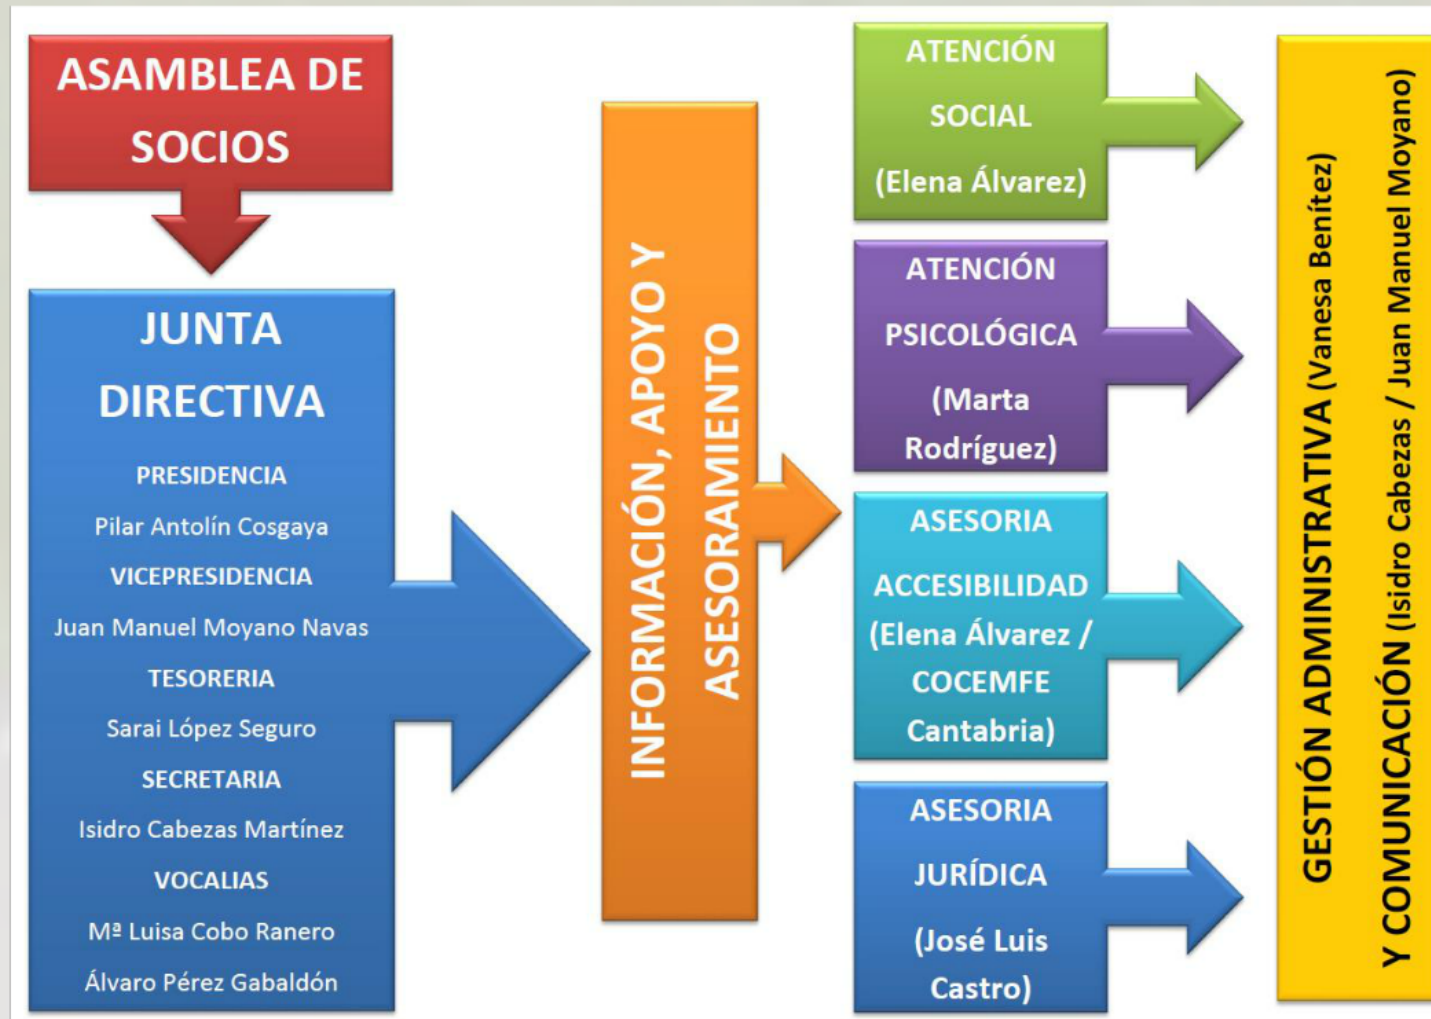 ASAMBLEA DE
SOCIOS
JUNTA
DIRECTIVA
PRESIDENCIA
Pilar Antolín Cosgaya
VICEPRESIDENCIA
Juan Manuel Moyano Navas
TESORERIA
Sarai López Seguro
SECRETARIA
Isidro Cabezas Martínez
VOCALIAS
Mª Luisa Cobo Ranero
Álvaro Pérez Gabaldón
INFORMACIÓN, APOYO Y
ASESORAMIENTO
ATENCIÓN
SOCIAL
(Elena Álvarez)
ATENCIÓN
PSICOLÓGICA
(Marta
Rodríguez)
ASESORIA
ACCESIBILIDAD
(Elena Álvarez /
COCEMFE
Cantabria)
ASESORIA
JURÍDICA
(José Luis
Castro)
GESTIÓN ADMINISTRATIVA (Vanesa Benítez)
Y COMUNICACIÓN (Isidro Cabezas / Juan Manuel Moyano)